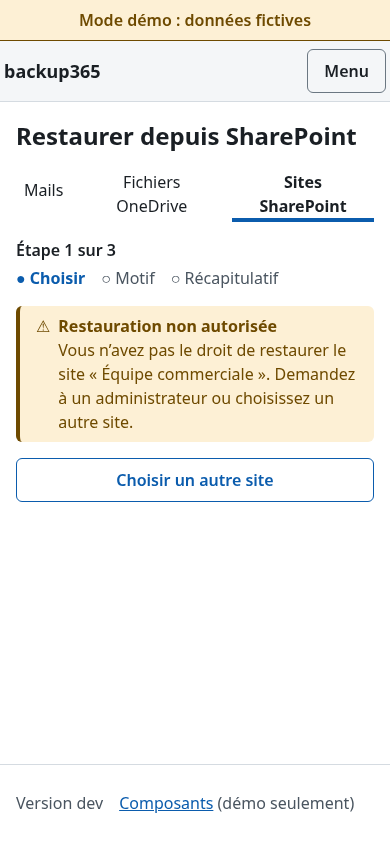 Mode démo : données fictives
backup365
Menu
Restaurer depuis SharePoint
Mails
Fichiers
OneDrive
Sites
SharePoint
Étape 1 sur 3
● Choisir ○ Motif ○ Récapitulatif
⚠ Restauration non autorisée
Vous n’avez pas le droit de restaurer le
site « Équipe commerciale ». Demandez
à un administrateur ou choisissez un
autre site.
Choisir un autre site
Version dev Composants (démo seulement)